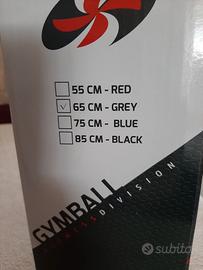 55 CM - RED
65 CM - GREY
75 CM - BLUE
85 CM - BLACK
GYMBALL
FITNESS DIVISION
subito